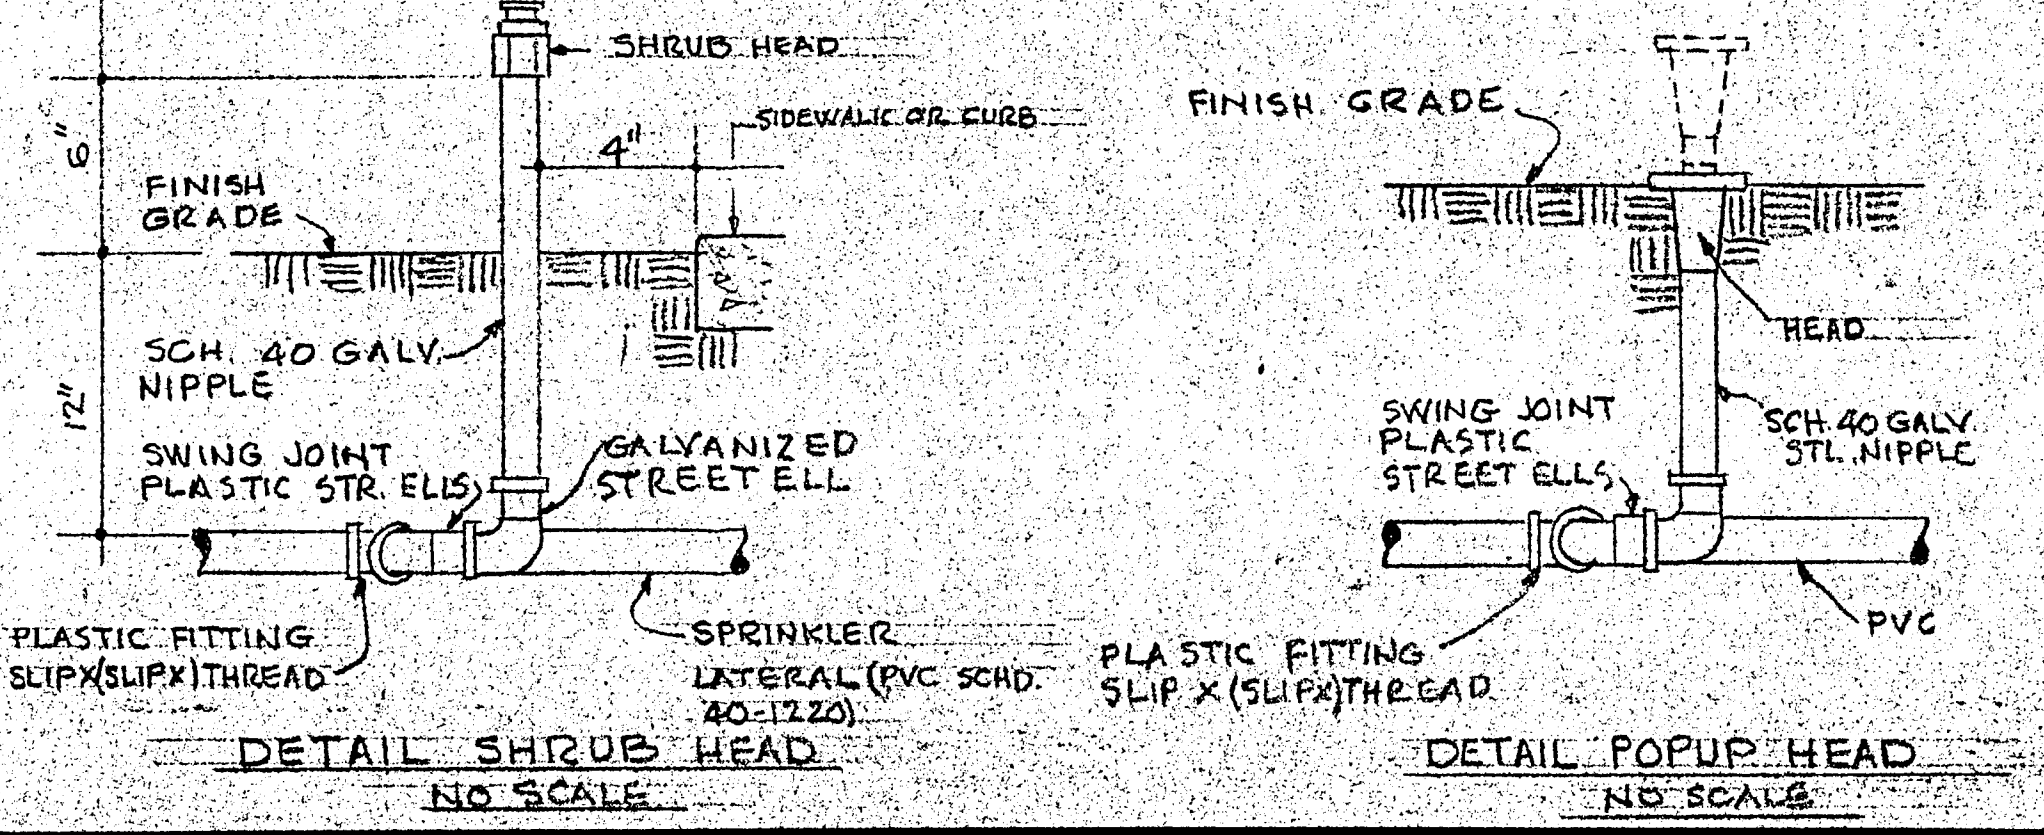 SHRUB HEAD
SIDEWALK OR CURB
6"
4"
FINISH
GRADE
SCH. 40 GALV.
NIPPLE
12"
SWING JOINT
PLASTIC STR. ELLS
GALVANIZED
STREET ELL
PLASTIC FITTING
SLIPX(SLIPX)THREAD
SPRINKLER
LATERAL (PVC SCHD.
40-1220)
DETAIL SHRUB HEAD
NO SCALE
FINISH GRADE
HEAD
SWING JOINT
PLASTIC
STREET ELLS
SCH. 40 GALV.
STL. NIPPLE
PVC
PLASTIC FITTING
SLIP X (SLIPX)THREAD
DETAIL POPUP HEAD
NO SCALE